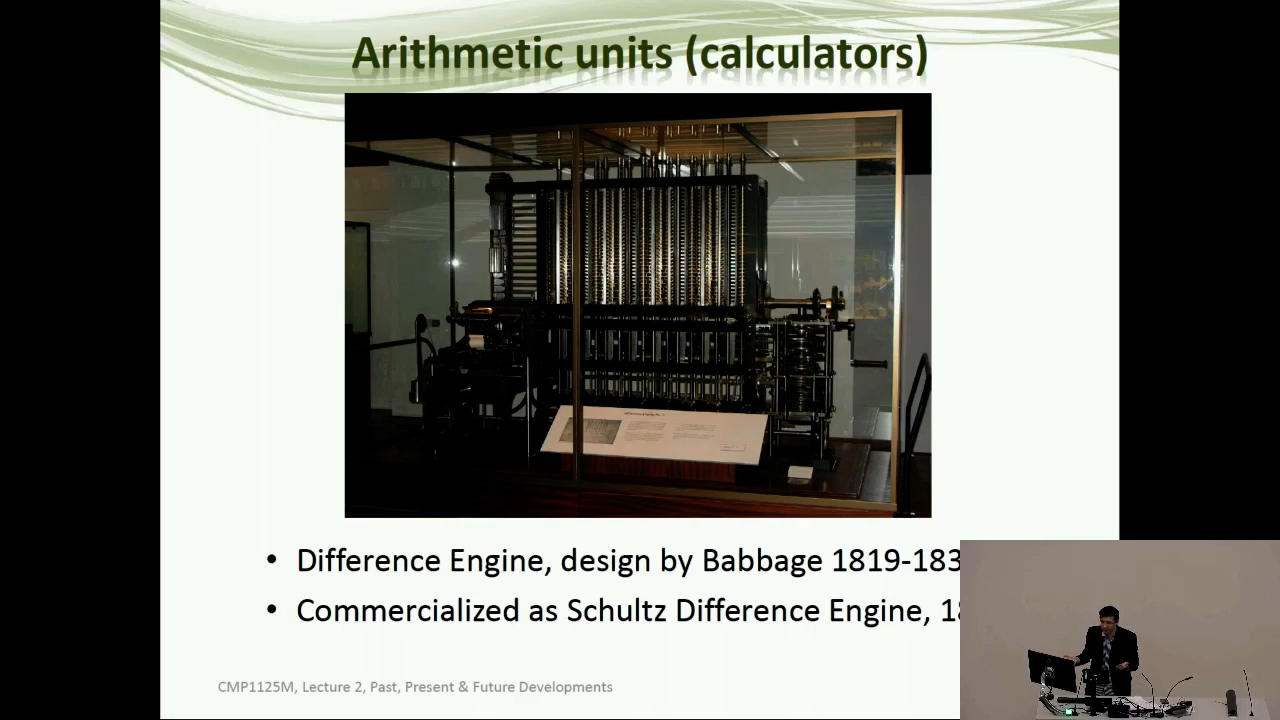 Arithmetic units (calculators)
• Difference Engine, design by Babbage 1819-183
• Commercialized as Schultz Difference Engine, 18
CMP1125M, Lecture 2, Past, Present & Future Developments